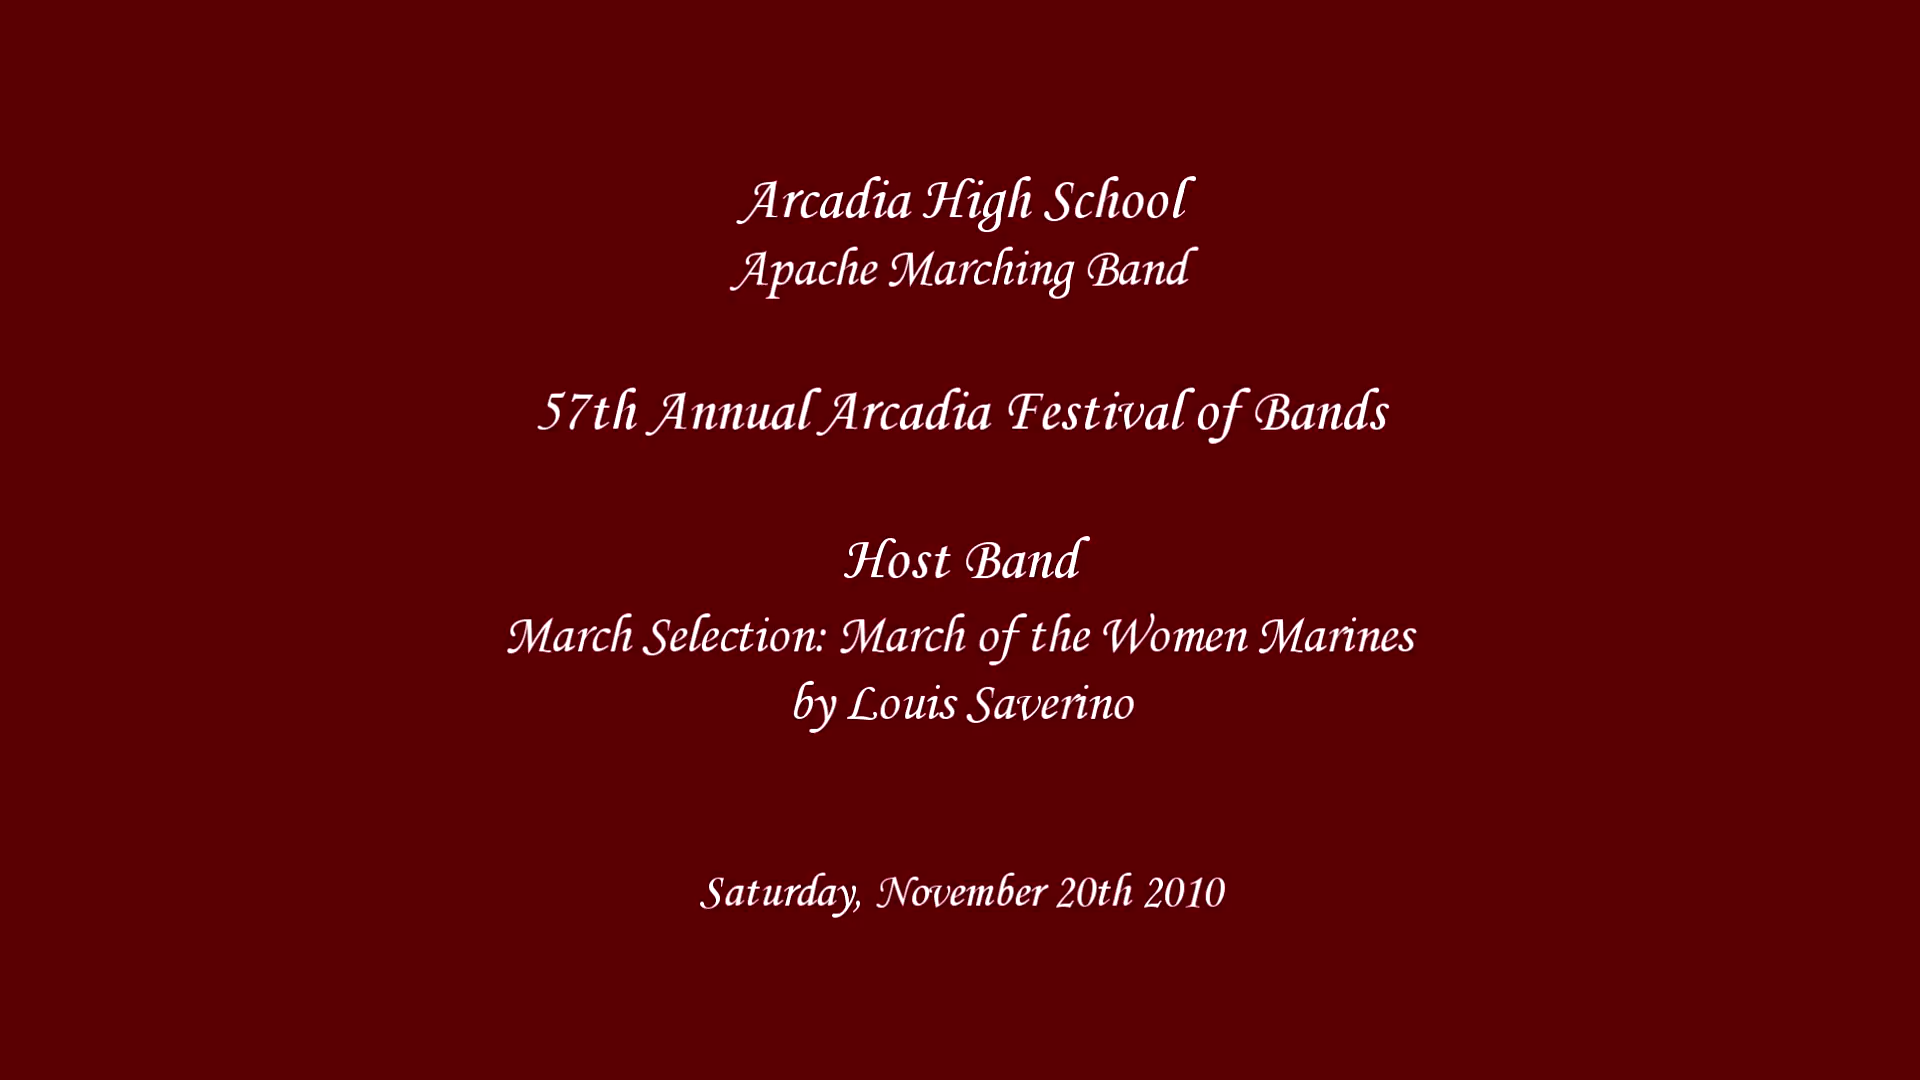 Arcadia High School
Apache Marching Band
57th Annual Arcadia Festival of Bands
Host Band
March Selection: March of the Women Marines
by Louis Saverino
Saturday, November 20th 2010